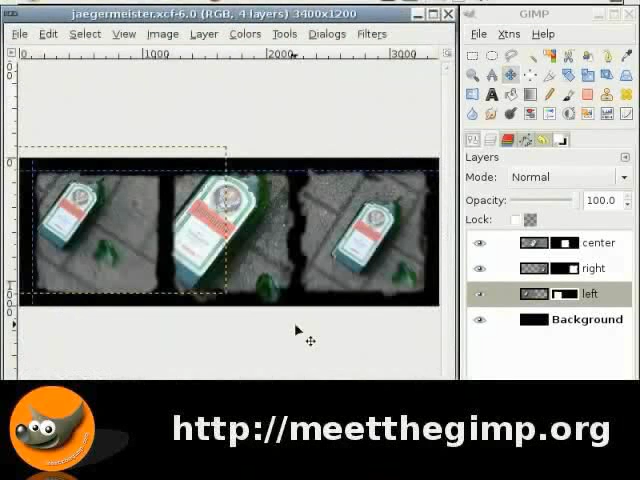 jaegermeister.xcf-6.0 (RGB, 4 layers) 3400x1200
File Edit Select View Image Layer Colors Tools Dialogs Filters
0 1000 2000 3000
GIMP
File Xtns Help
Layers
Mode: Normal
Opacity: 100.0
Lock:
center
right
left
Background
http://meetthegimp.org